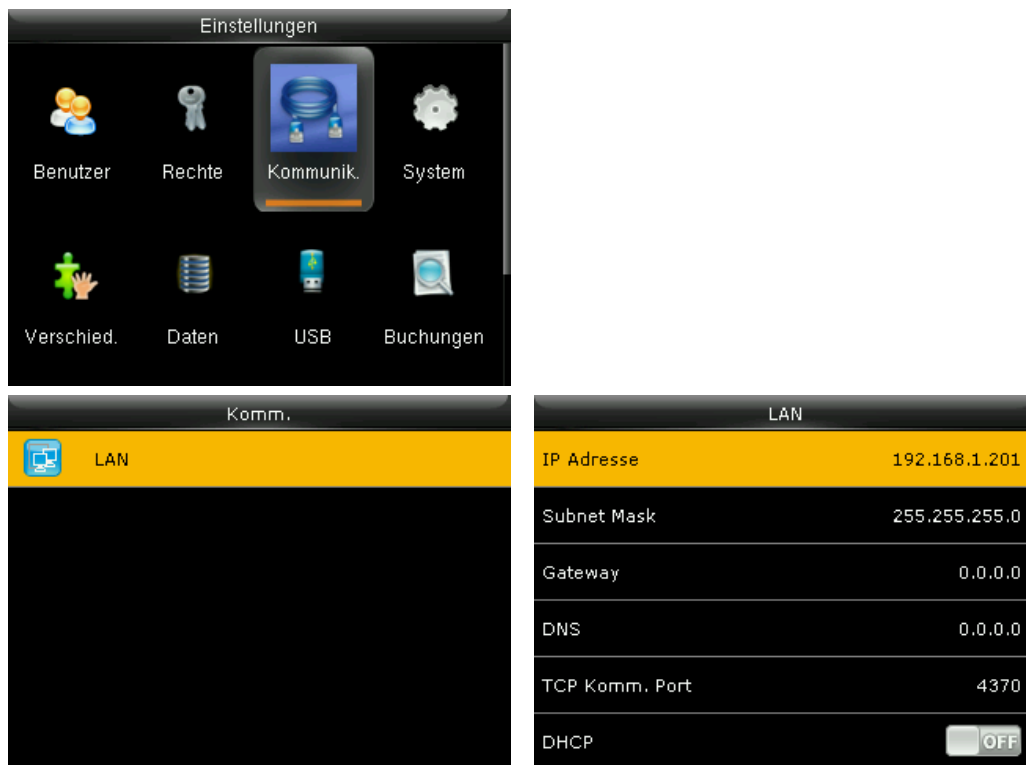 Einstellungen
Benutzer Rechte Kommunik. System
Verschied. Daten USB Buchungen
Komm.
LAN
LAN
IP Adresse 192.168.1.201
Subnet Mask 255.255.255.0
Gateway 0.0.0.0
DNS 0.0.0.0
TCP Komm. Port 4370
DHCP OFF